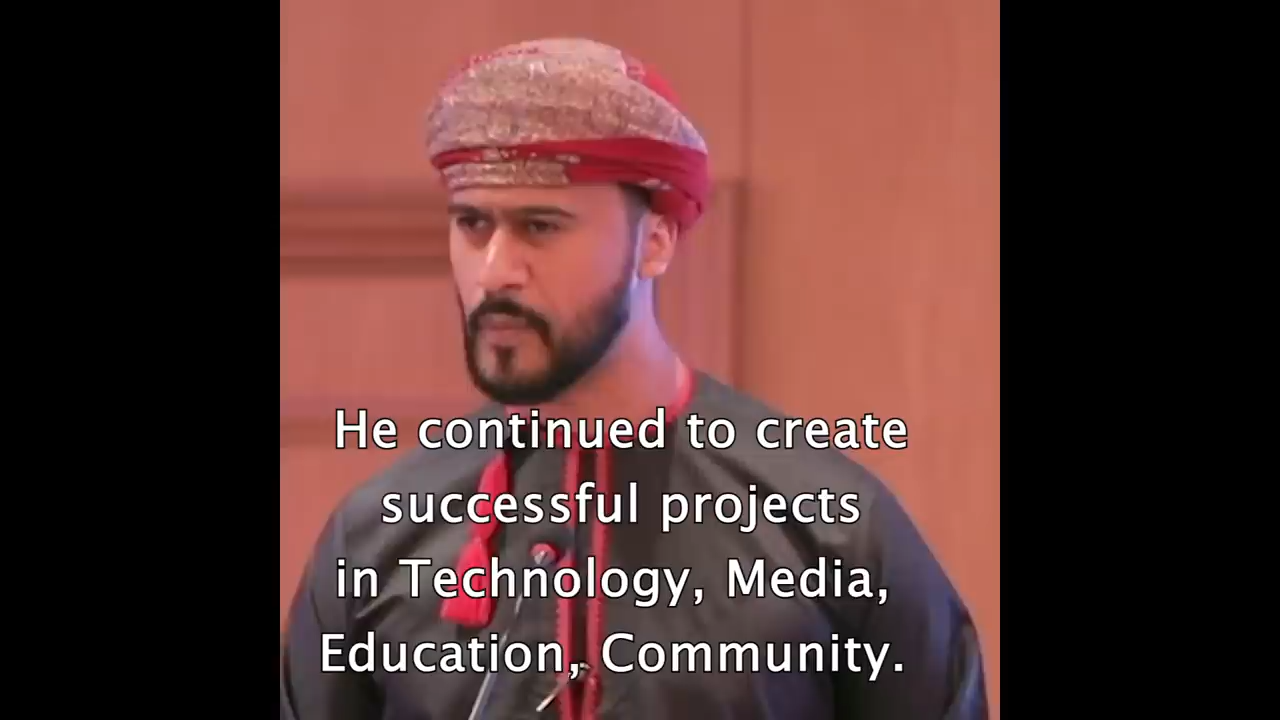 He continued to create
successful projects
in Technology, Media,
Education, Community.